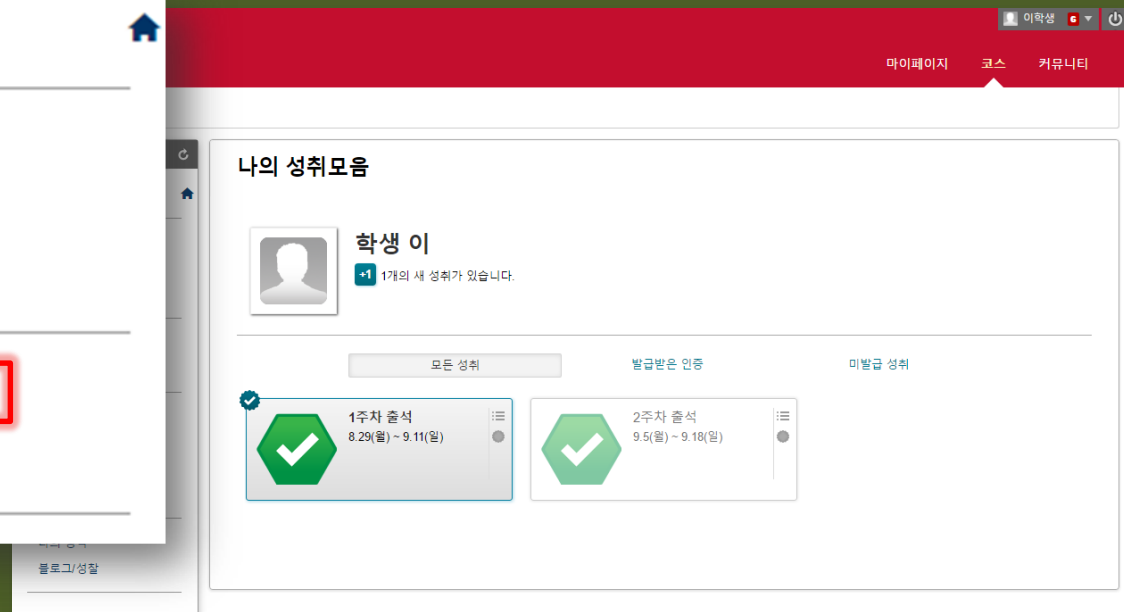 이학생 6
마이페이지 코스 커뮤니티
나의 성취모음
학생 이
+1 1개의 새 성취가 있습니다.
모든 성취 발급받은 인증 미발급 성취
1주차 출석
8.29(월) ~ 9.11(일)
2주차 출석
9.5(월) ~ 9.18(일)
블로그/성찰